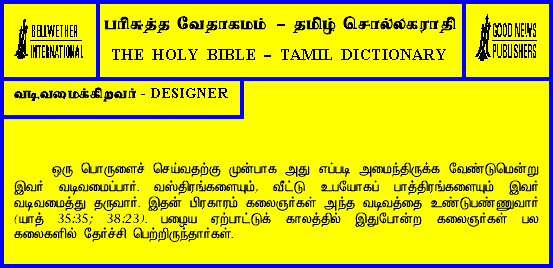 BELLWETHER
INTERNATIONAL
பரிசுத்த வேதாகமம் – தமிழ் சொல்லகராதி
THE HOLY BIBLE – TAMIL DICTIONARY
GOOD NEWS
PUBLISHERS
வடிவமைக்கிறவர் - DESIGNER
ஒரு பொருளைச் செய்வதற்கு முன்பாக அது எப்படி அமைந்திருக்க வேண்டுமென்று
இவர் வடிவமைப்பார். வஸ்திரங்களையும், வீட்டு உபயோகப் பாத்திரங்களையும் இவர்
வடிவமைத்து தருவார். இதன் பிரகாரம் கலைஞர்கள் அந்த வடிவத்தை உண்டுபண்ணுவார்
(யாத் 35:35; 38:23). பழைய ஏற்பாட்டுக் காலத்தில் இதுபோன்ற கலைஞர்கள் பல
கலைகளில் தேர்ச்சி பெற்றிருந்தார்கள்.